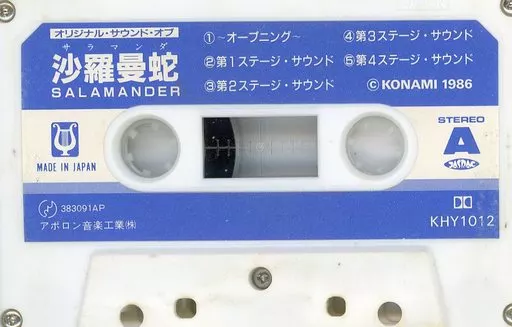 オリジナル・サウンド・オブ
サラマンダ
沙羅曼蛇
SALAMANDER
①〜オープニング〜
②第1ステージ・サウンド
③第2ステージ・サウンド
④第3ステージ・サウンド
⑤第4ステージ・サウンド
©KONAMI 1986
MADE IN JAPAN
STEREO
A
JASRAC
383091AP
アポロン音楽工業㈱
KHY1012